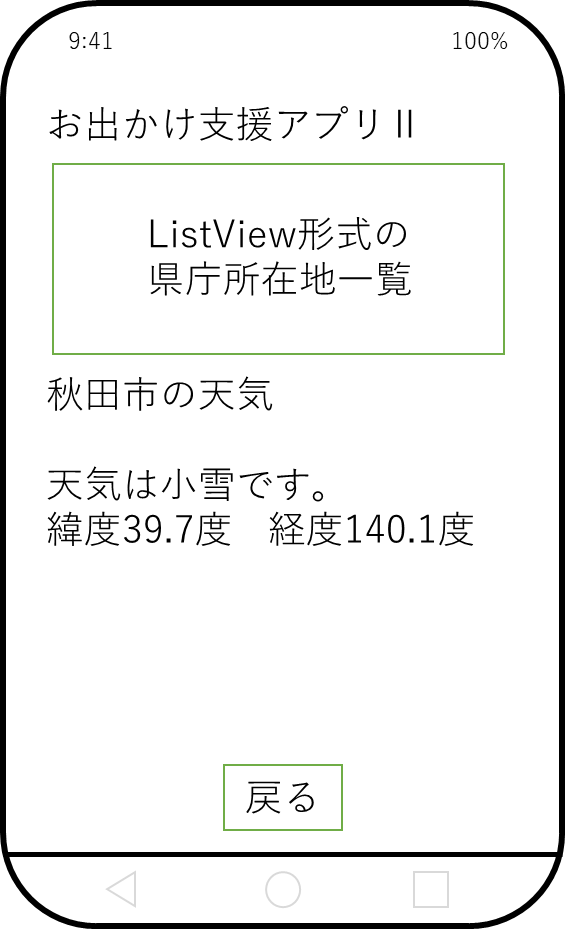 9:41 100%
お出かけ支援アプリⅡ
ListView形式の
県庁所在地一覧
秋田市の天気
天気は小雪です。
緯度39.7度　経度140.1度
戻る